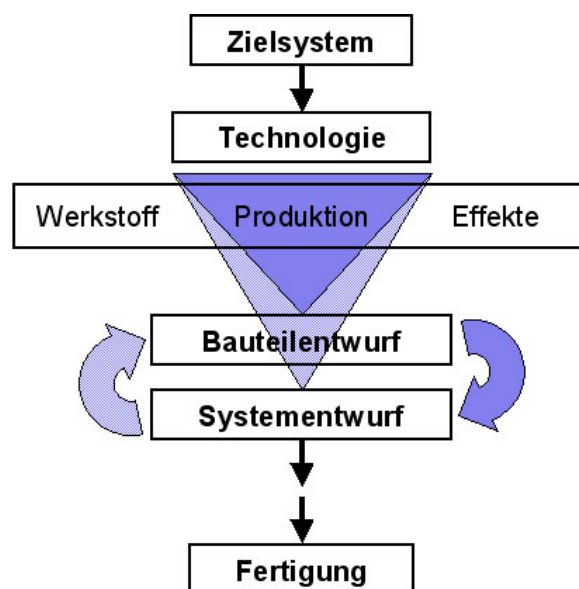 Zielsystem
Technologie
Werkstoff Produktion Effekte
Bauteilentwurf
Systementwurf
Fertigung